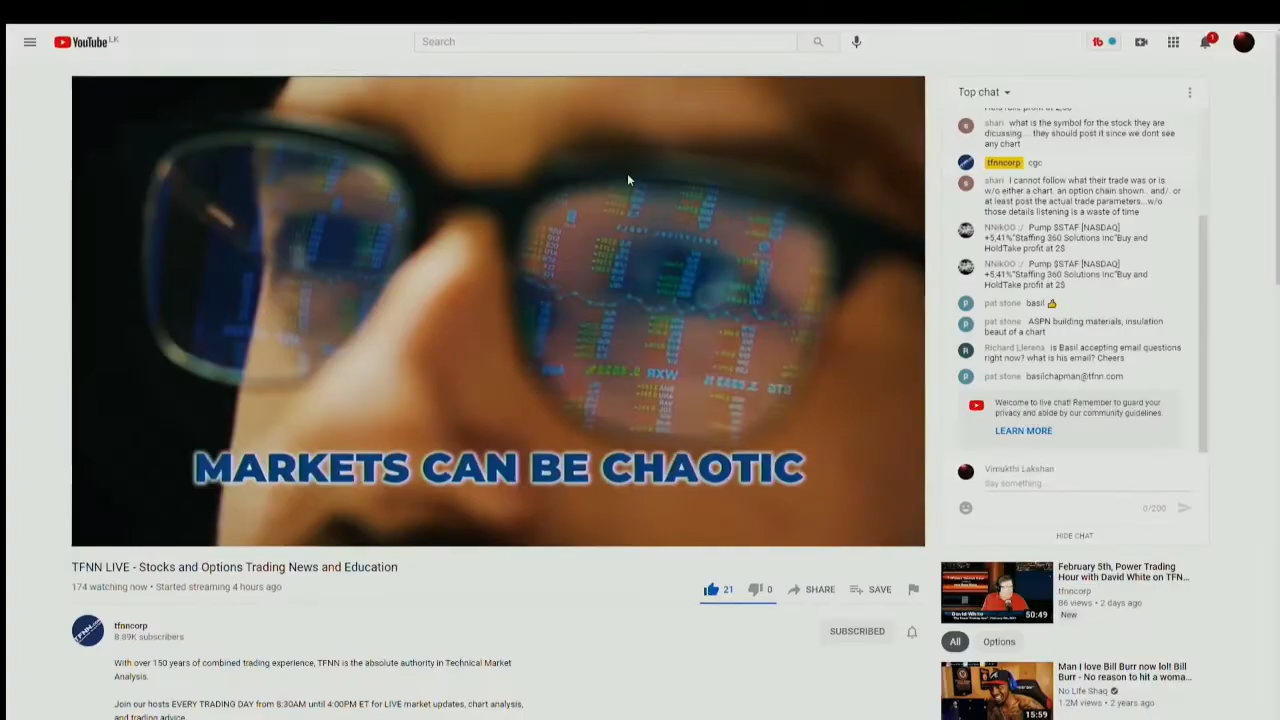 YouTube LK
Search
1
Top chat
shari what is the symbol for the stock they are
dicussing.... they should post it since we dont see
any chart
tfnncorp cgc
shari I cannot follow what their trade was or is
w/o either a chart. an option chain shown.. and/. or
at least post the actual trade parameters...w/o
those details listening is a waste of time
NNikOO :/ Pump $STAF [NASDAQ]
+5,41%"Staffing 360 Solutions Inc"Buy and
HoldTake profit at 2$
NNikOO :/ Pump $STAF [NASDAQ]
+5,41%"Staffing 360 Solutions Inc"Buy and
HoldTake profit at 2$
pat stone basil
pat stone ASPN building materials, insulation
beaut of a chart
Richard Llerena is Basil accepting email questions
right now? what is his email? Cheers
pat stone basilchapman@tfnn.com
Welcome to live chat! Remember to guard your
privacy and abide by our community guidelines.
LEARN MORE
Vimukthi Lakshan
Say something...
0/200
HIDE CHAT
MARKETS CAN BE CHAOTIC
TFNN LIVE - Stocks and Options Trading News and Education
174 watching now • Started streaming 4 hours ago
21
0
SHARE
SAVE
tfnncorp
8.89K subscribers
SUBSCRIBED
With over 150 years of combined trading experience, TFNN is the absolute authority in Technical Market
Analysis.
Join our hosts EVERY TRADING DAY from 8:30AM until 4:00PM ET for LIVE market updates, chart analysis,
and trading advice.
February 5th, Power Trading
Hour with David White on TFN...
tfnncorp
86 views • 2 days ago
New
David White
50:49
All
Options
Man I love Bill Burr now lol! Bill
Burr - No reason to hit a woma...
No Life Shaq
1.2M views • 2 years ago
15:59